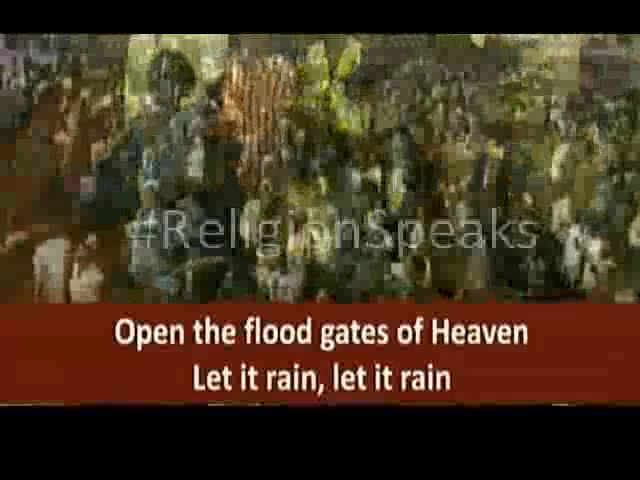 #ReligionSpeaks
Open the flood gates of Heaven
Let it rain, let it rain